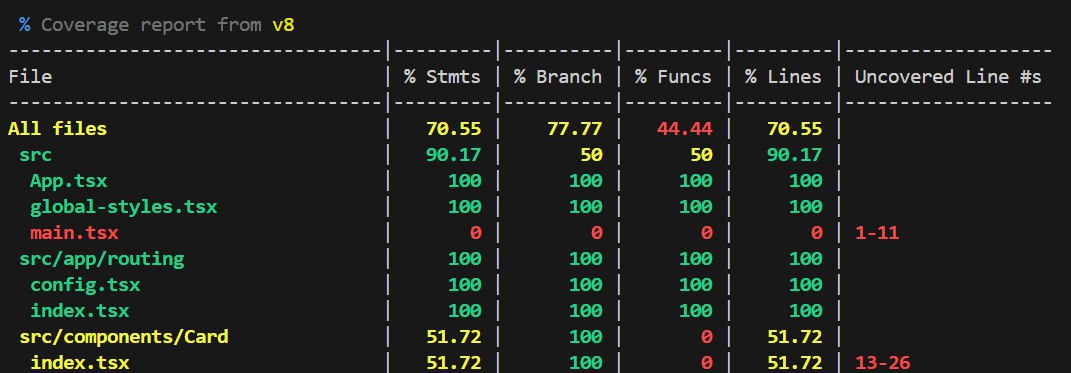 % Coverage report from v8
----------------------------------|---------|----------|---------|---------|-------------------
File                              | % Stmts | % Branch | % Funcs | % Lines | Uncovered Line #s
----------------------------------|---------|----------|---------|---------|-------------------
All files                         |   70.55 |    77.77 |   44.44 |   70.55 |
 src                              |   90.17 |       50 |      50 |   90.17 |
  App.tsx                         |     100 |      100 |     100 |     100 |
  global-styles.tsx               |     100 |      100 |     100 |     100 |
  main.tsx                        |       0 |        0 |       0 |       0 | 1-11
 src/app/routing                  |     100 |      100 |     100 |     100 |
  config.tsx                      |     100 |      100 |     100 |     100 |
  index.tsx                       |     100 |      100 |     100 |     100 |
 src/components/Card              |   51.72 |      100 |       0 |   51.72 |
  index.tsx                       |   51.72 |      100 |       0 |   51.72 | 13-26